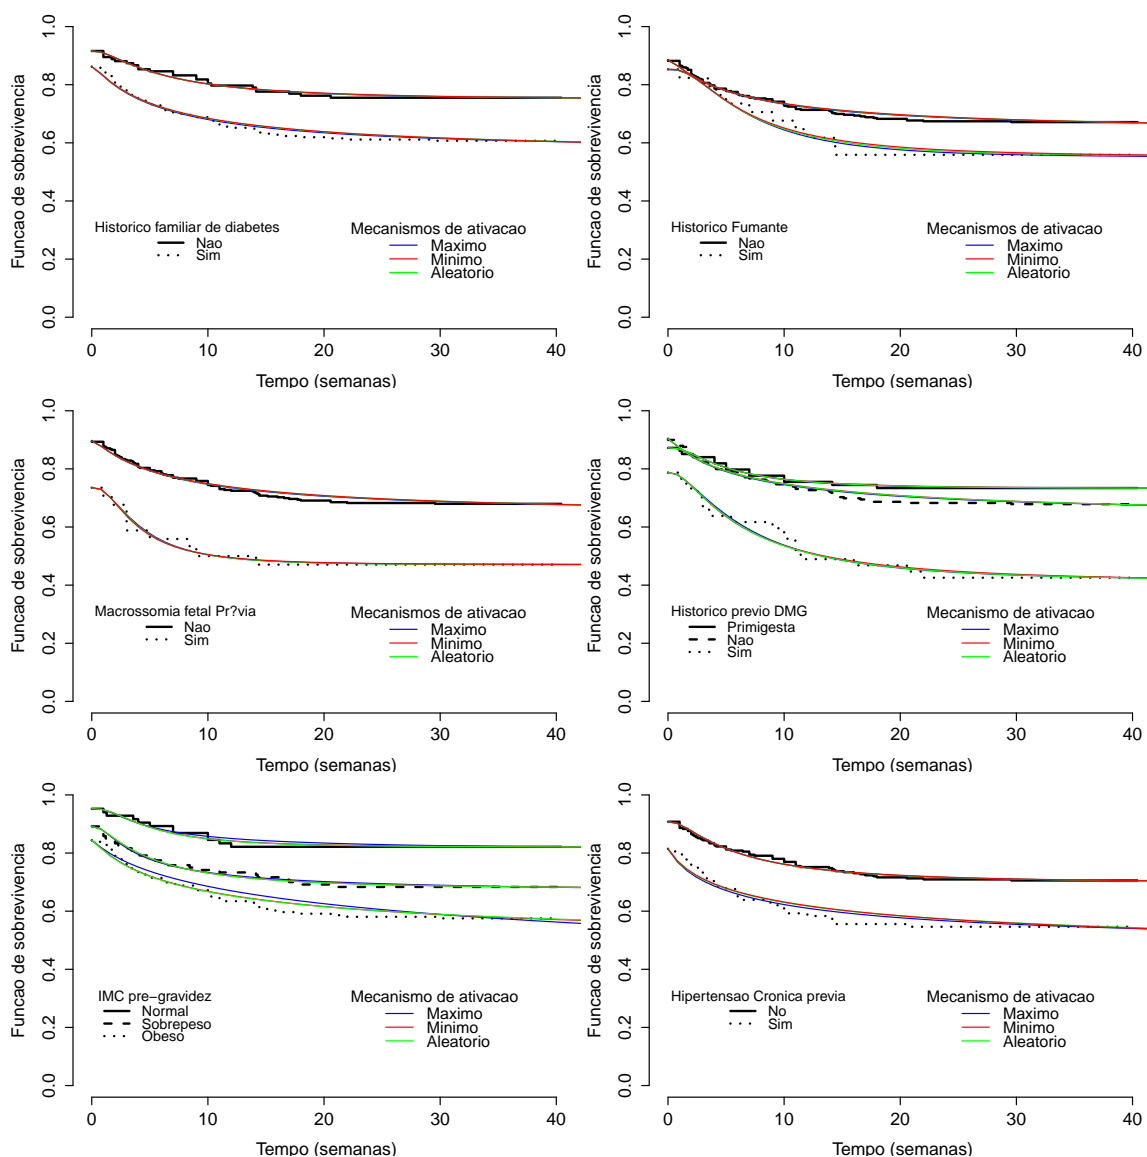 Funcao de sobrevivencia
1.0
0.8
0.6
0.4
0.2
0.0
Historico familiar de diabetes
Nao
Sim
Mecanismos de ativacao
Maximo
Minimo
Aleatorio
0 10 20 30 40
Tempo (semanas)
Funcao de sobrevivencia
1.0
0.8
0.6
0.4
0.2
0.0
Historico Fumante
Nao
Sim
Mecanismos de ativacao
Maximo
Minimo
Aleatorio
0 10 20 30 40
Tempo (semanas)
Funcao de sobrevivencia
1.0
0.8
0.6
0.4
0.2
0.0
Macrossomia fetal Pr?via
Nao
Sim
Mecanismos de ativacao
Maximo
Minimo
Aleatorio
0 10 20 30 40
Tempo (semanas)
Funcao de sobrevivencia
1.0
0.8
0.6
0.4
0.2
0.0
Historico previo DMG
Primigesta
Nao
Sim
Mecanismo de ativacao
Maximo
Minimo
Aleatorio
0 10 20 30 40
Tempo (semanas)
Funcao de sobrevivencia
1.0
0.8
0.6
0.4
0.2
0.0
IMC pre−gravidez
Normal
Sobrepeso
Obeso
Mecanismo de ativacao
Maximo
Minimo
Aleatorio
0 10 20 30 40
Tempo (semanas)
Funcao de sobrevivencia
1.0
0.8
0.6
0.4
0.2
0.0
Hipertensao Cronica previa
No
Sim
Mecanismo de ativacao
Maximo
Minimo
Aleatorio
0 10 20 30 40
Tempo (semanas)